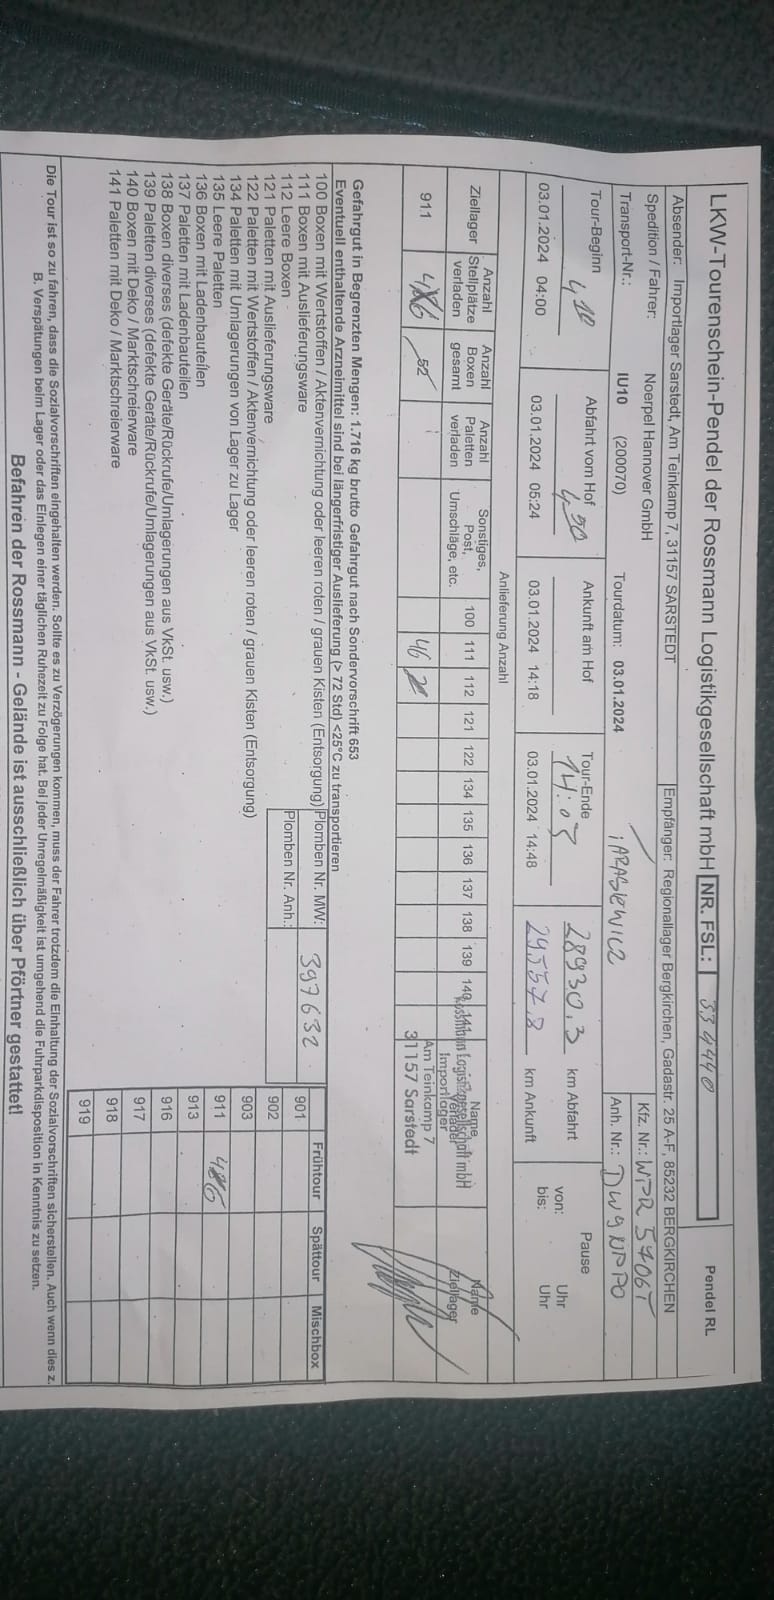 LKW-Tourenschein-Pendel der Rossmann Logistikgesellschaft mbH NR. FSL: 334440 Pendel RL
Absender: Importlager Sarstedt, Am Teinkamp 7, 31157 SARSTEDT Empfänger: Regionallager Bergkirchen, Gadastr. 25 A-F, 85232 BERGKIRCHEN
Spedition / Fahrer: Noerpel Hannover GmbH Kfz. Nr.: WPR 5706T
Transport-Nr.: IU10 (200070) Tourdatum: 03.01.2024 Anh. Nr.: DW9NPP0
Tour-Beginn Abfahrt vom Hof Ankunft am Hof Tour-Ende 28930.3 km Abfahrt Pause
4 10 4 50 14:05 von: Uhr
03.01.2024 04:00 03.01.2024 05:24 03.01.2024 14:18 03.01.2024 14:48 29557.8 km Ankunft bis: Uhr
Anlieferung Anzahl
Ziellager Anzahl Stellplätze verladen Anzahl Boxen gesamt Anzahl Paletten verladen Sonstiges, Post, Umschläge, etc. 100 111 112 121 122 134 135 136 137 138 139 140 Name Verlader Name Ziellager
Rossmann Logistikgesellschaft mbH
Importlager
Am Teinkamp 7
31157 Sarstedt
911 52 46
Gefahrgut in Begrenzten Mengen: 1.716 kg brutto Gefahrgut nach Sondervorschrift 653
Eventuell enthaltende Arzneimittel sind bei längerfristiger Auslieferung (> 72 Std) <25°C zu transportieren
100 Boxen mit Wertstoffen / Aktenvernichtung oder leeren roten / grauen Kisten (Entsorgung)
111 Boxen mit Auslieferungsware
112 Leere Boxen
121 Paletten mit Auslieferungsware
122 Paletten mit Wertstoffen / Aktenvernichtung oder leeren roten / grauen Kisten (Entsorgung)
134 Paletten mit Umlagerungen von Lager zu Lager
135 Leere Paletten
136 Boxen mit Ladenbauteilen
137 Paletten mit Ladenbauteilen
138 Boxen diverses (defekte Geräte/Rückrufe/Umlagerungen aus VkSt. usw.)
139 Paletten diverses (defekte Geräte/Rückrufe/Umlagerungen aus VkSt. usw.)
140 Boxen mit Deko / Marktschreierware
141 Paletten mit Deko / Marktschreierware
Plomben Nr. MW: 397632
Plomben Nr. Anh.:
Frühtour Spättour Mischbox
901
902
903
911
913
916
917
918
919
Die Tour ist so zu fahren, dass die Sozialvorschriften eingehalten werden. Sollte es zu Verzögerungen kommen, muss der Fahrer trotzdem die Einhaltung der Sozialvorschriften sicherstellen. Auch wenn dies z.
B. Verspätungen beim Lager oder das Einlegen einer täglichen Ruhezeit zu Folge hat. Bei jeder Unregelmäßigkeit ist umgehend die Fuhrparkdisposition in Kenntnis zu setzen.
Befahren der Rossmann - Gelände ist ausschließlich über Pförtner gestattet!